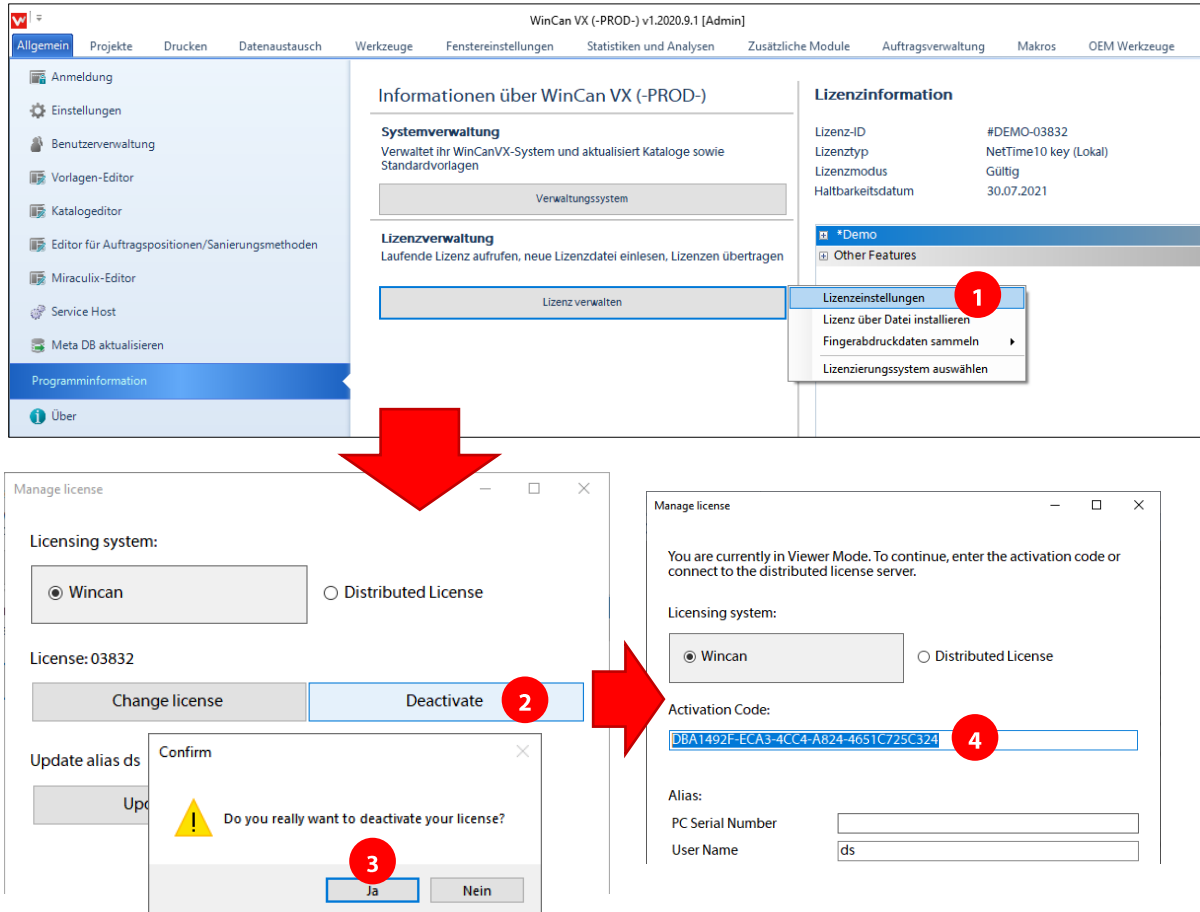 WinCan VX (-PROD-) v1.2020.9.1 [Admin]
Allgemein Projekte Drucken Datenaustausch Werkzeuge Fenstereinstellungen Statistiken und Analysen Zusätzliche Module Auftragsverwaltung Makros OEM Werkzeuge
Anmeldung
Einstellungen
Benutzerverwaltung
Vorlagen-Editor
Katalogeditor
Editor für Auftragspositionen/Sanierungsmethoden
Miraculix-Editor
Service Host
Meta DB aktualisieren
Programminformation
Über
Informationen über WinCan VX (-PROD-)
Systemverwaltung
Verwaltet ihr WinCanVX-System und aktualisiert Kataloge sowie
Standardvorlagen
Verwaltungssystem
Lizenzverwaltung
Laufende Lizenz aufrufen, neue Lizenzdatei einlesen, Lizenzen übertragen
Lizenz verwalten
Lizenzinformation
Lizenz-ID #DEMO-03832
Lizenztyp NetTime10 key (Lokal)
Lizenzmodus Gültig
Haltbarkeitsdatum 30.07.2021
*Demo
Other Features
Lizenzeinstellungen 1
Lizenz über Datei installieren
Fingerabdruckdaten sammeln
Lizenzierungssystem auswählen
Manage license
Licensing system:
Wincan Distributed License
License: 03832
Change license Deactivate 2
Update alias ds
Upd
Confirm
Do you really want to deactivate your license?
3
Ja Nein
Manage license
You are currently in Viewer Mode. To continue, enter the activation code or
connect to the distributed license server.
Licensing system:
Wincan Distributed License
Activation Code:
DBA1492F-ECA3-4CC4-A824-4651C725C324 4
Alias:
PC Serial Number
User Name ds